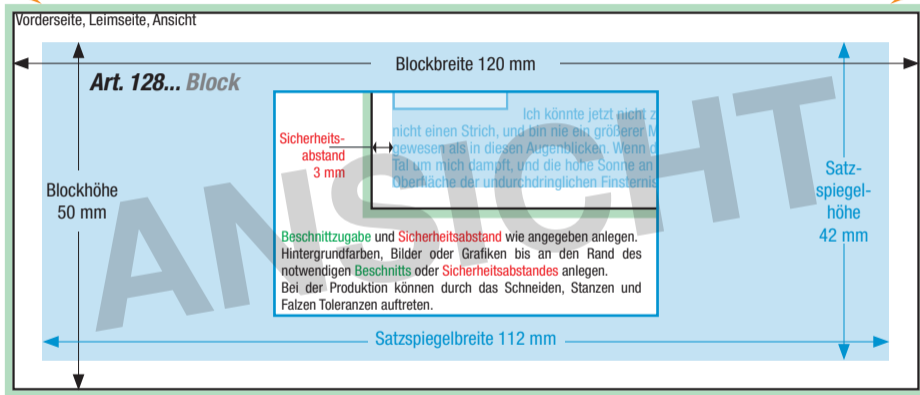 Vorderseite, Leimseite, Ansicht
Blockbreite 120 mm
Art. 128... Block
Ich könnte jetzt nicht z
nicht einen Strich, und bin nie ein größerer M
gewesen als in diesen Augenblicken. Wenn d
Tal um mich dampft, und die hohe Sonne an
Oberfläche der undurchdringlichen Finsternis
Sicherheits-
abstand
3 mm
Blockhöhe
50 mm
Satz-
spiegel-
höhe
42 mm
Beschnittzugabe und Sicherheitsabstand wie angegeben anlegen.
Hintergrundfarben, Bilder oder Grafiken bis an den Rand des
notwendigen Beschnitts oder Sicherheitsabstandes anlegen.
Bei der Produktion können durch das Schneiden, Stanzen und
Falzen Toleranzen auftreten.
Satzspiegelbreite 112 mm
ANSICHT